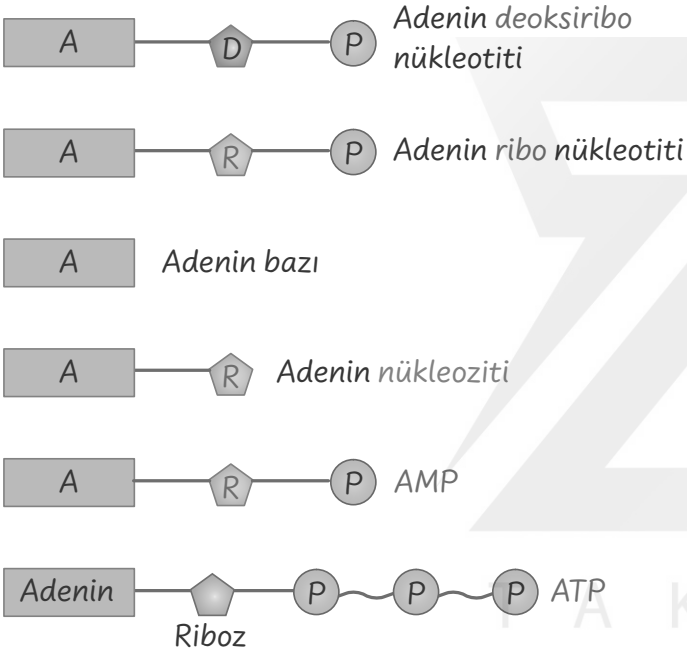 A D P Adenin deoksiribo
nükleotiti
A R P Adenin ribo nükleotiti
A Adenin bazı
A R Adenin nükleoziti
A R P AMP
Adenin P P P ATP
Riboz
T A K